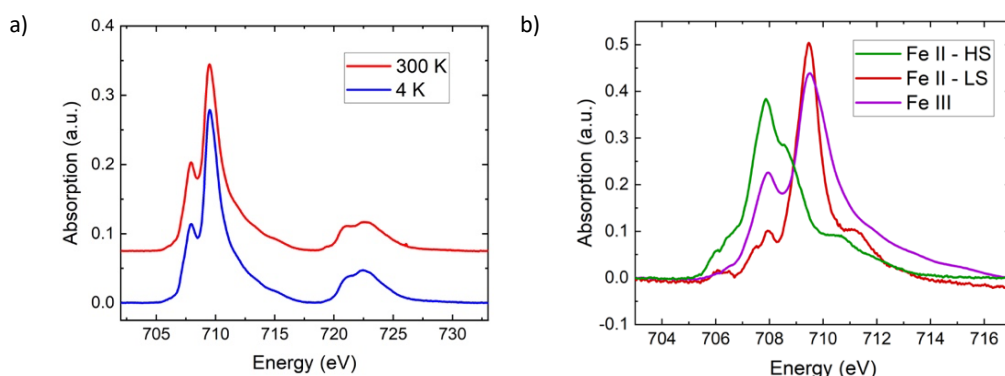 a)
0.4
0.3
0.2
0.1
0.0
Absorption (a.u.)
300 K
4 K
705 710 715 720 725 730
Energy (eV)
b)
0.5
0.4
0.3
0.2
0.1
0.0
-0.1
Absorption (a.u.)
Fe II - HS
Fe II - LS
Fe III
704 706 708 710 712 714 716
Energy (eV)